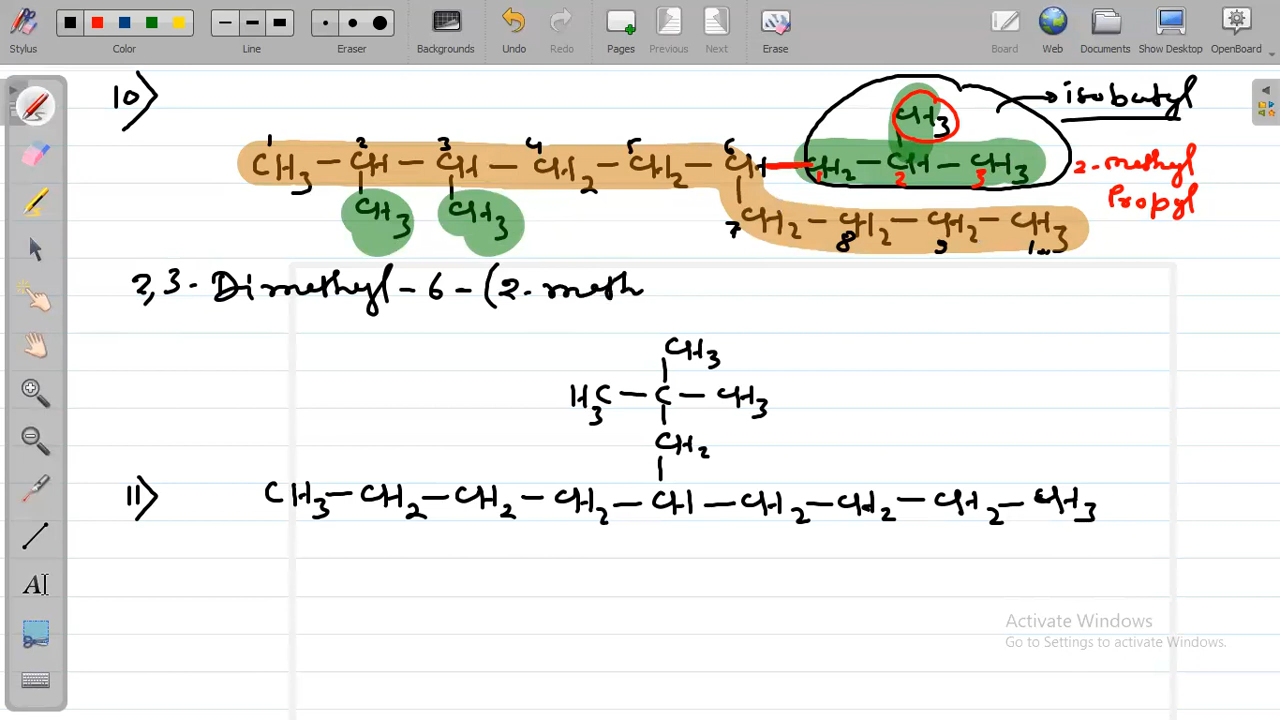 Stylus Color Line Eraser Backgrounds Undo Redo Pages Previous Next Erase Board Web Documents Show Desktop OpenBoard
10)
CH3 → isobutyl
1 2 3 4 5 6
CH3 - CH - CH - CH2 - CH2 - CH - CH2 - CH - CH3 2-methyl
1 2 3
CH3 CH3 propyl
CH2 - CH2 - CH2 - CH3
7 8 9 1
2,3-Dimethyl-6-(2-meth
CH3
H3C - C - CH3
CH2
11) CH3 - CH2 - CH2 - CH2 - CH - CH2 - CH2 - CH2 - CH3
Activate Windows
Go to Settings to activate Windows.
AI